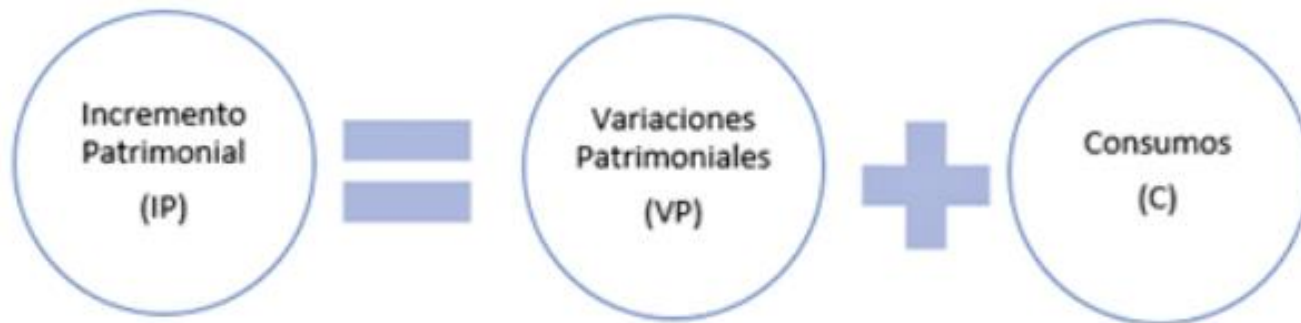 Incremento
Patrimonial
(IP)
Variaciones
Patrimoniales
(VP)
Consumos
(C)